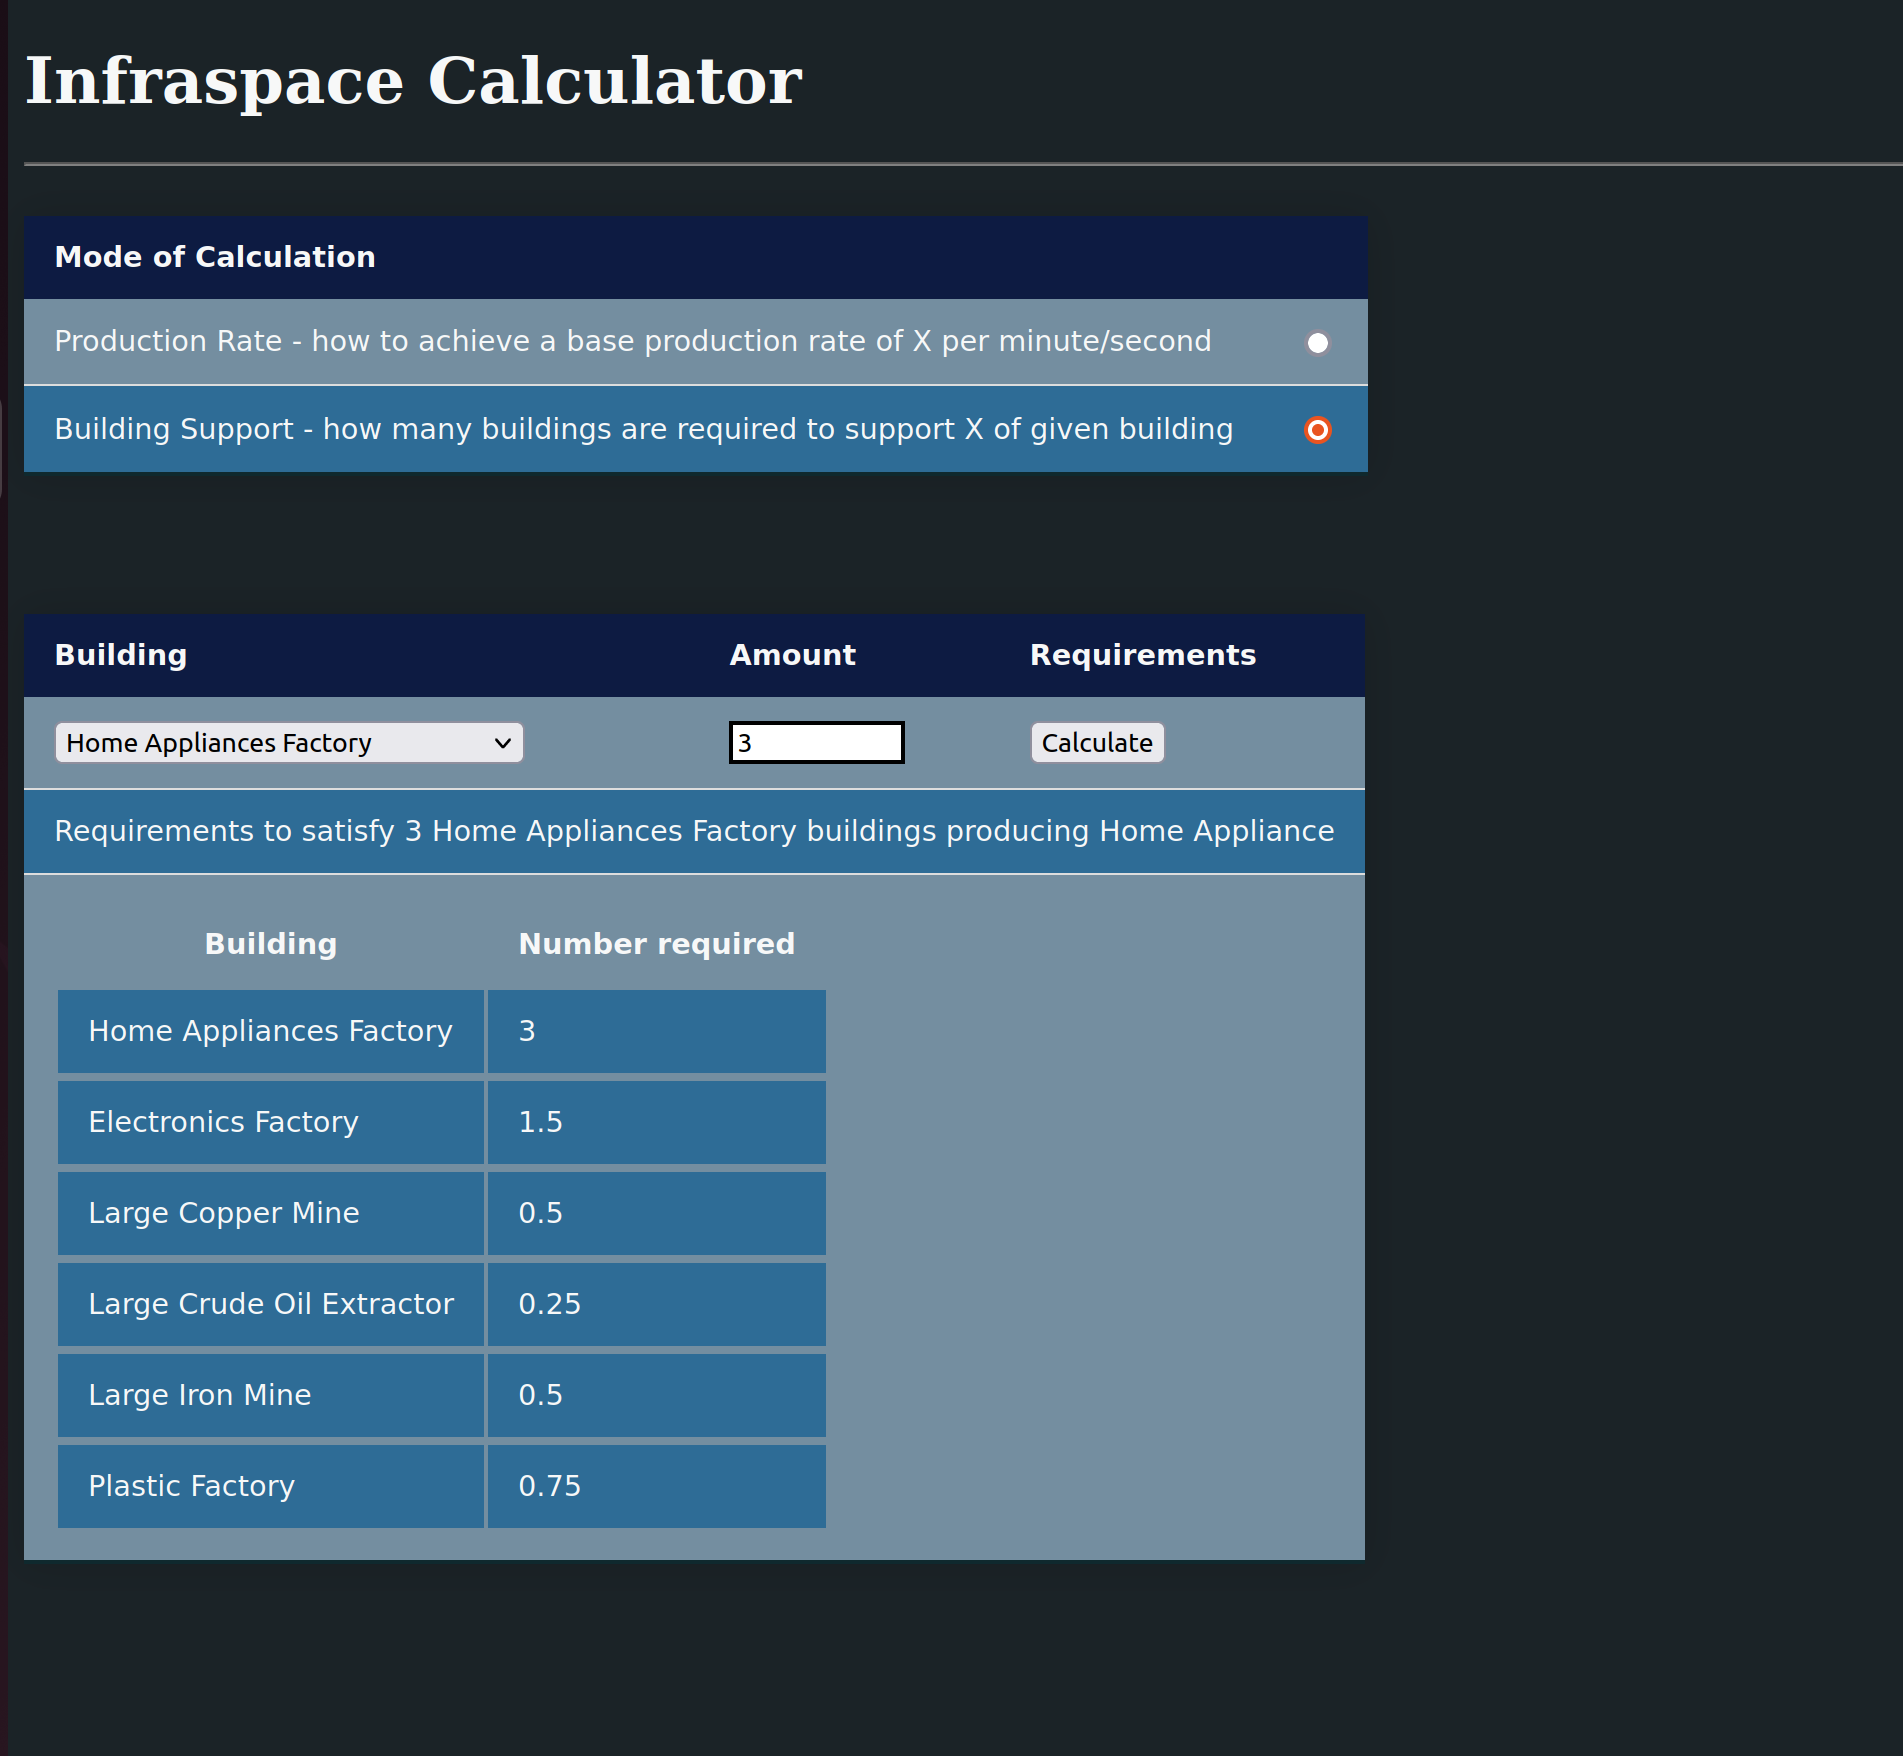 Infraspace Calculator
Mode of Calculation
Production Rate - how to achieve a base production rate of X per minute/second
Building Support - how many buildings are required to support X of given building
Building Amount Requirements
Home Appliances Factory 3 Calculate
Requirements to satisfy 3 Home Appliances Factory buildings producing Home Appliance
Building Number required
Home Appliances Factory 3
Electronics Factory 1.5
Large Copper Mine 0.5
Large Crude Oil Extractor 0.25
Large Iron Mine 0.5
Plastic Factory 0.75